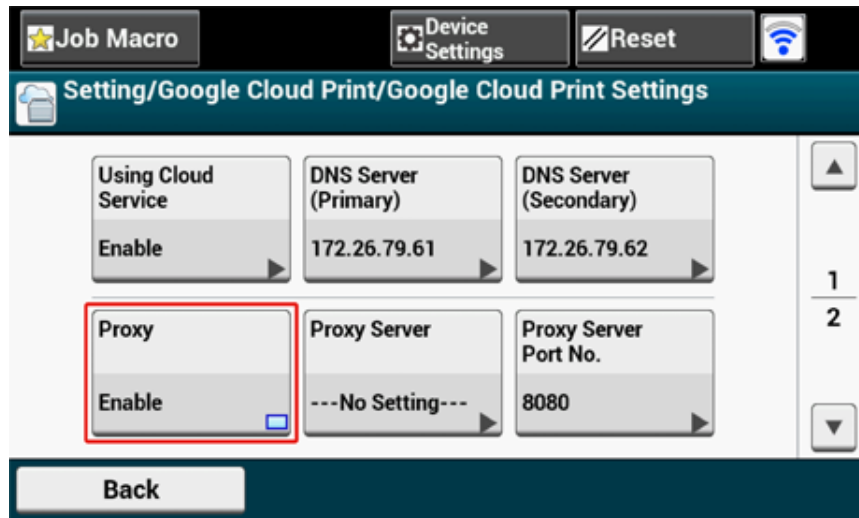 Job Macro
Device
Settings
Reset
Setting/Google Cloud Print/Google Cloud Print Settings
Using Cloud
Service
Enable
DNS Server
(Primary)
172.26.79.61
DNS Server
(Secondary)
172.26.79.62
1
2
Proxy
Enable
Proxy Server
---No Setting---
Proxy Server
Port No.
8080
Back